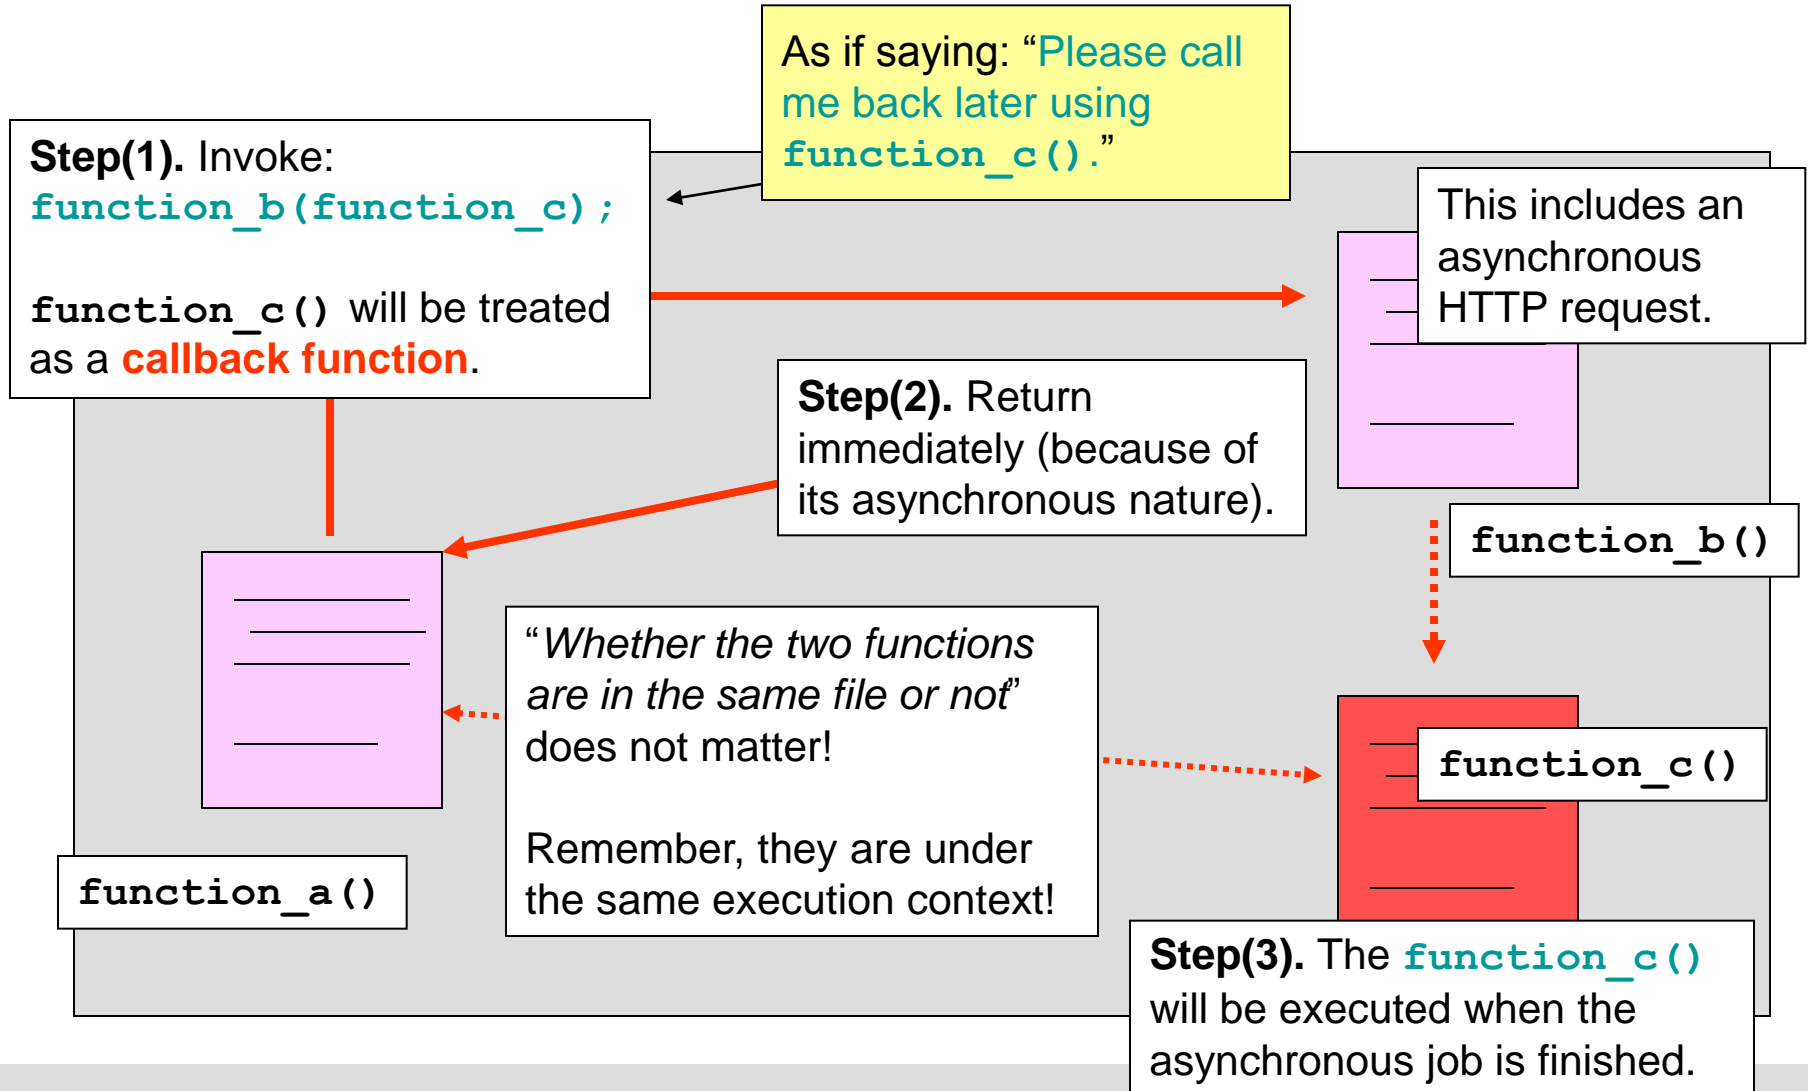 As if saying: “Please call
me back later using
function_c().”
Step(1). Invoke:
function_b(function_c);
function_c() will be treated
as a callback function.
This includes an
asynchronous
HTTP request.
Step(2). Return
immediately (because of
its asynchronous nature).
function_b()
“Whether the two functions
are in the same file or not”
does not matter!
Remember, they are under
the same execution context!
function_c()
function_a()
Step(3). The function_c()
will be executed when the
asynchronous job is finished.